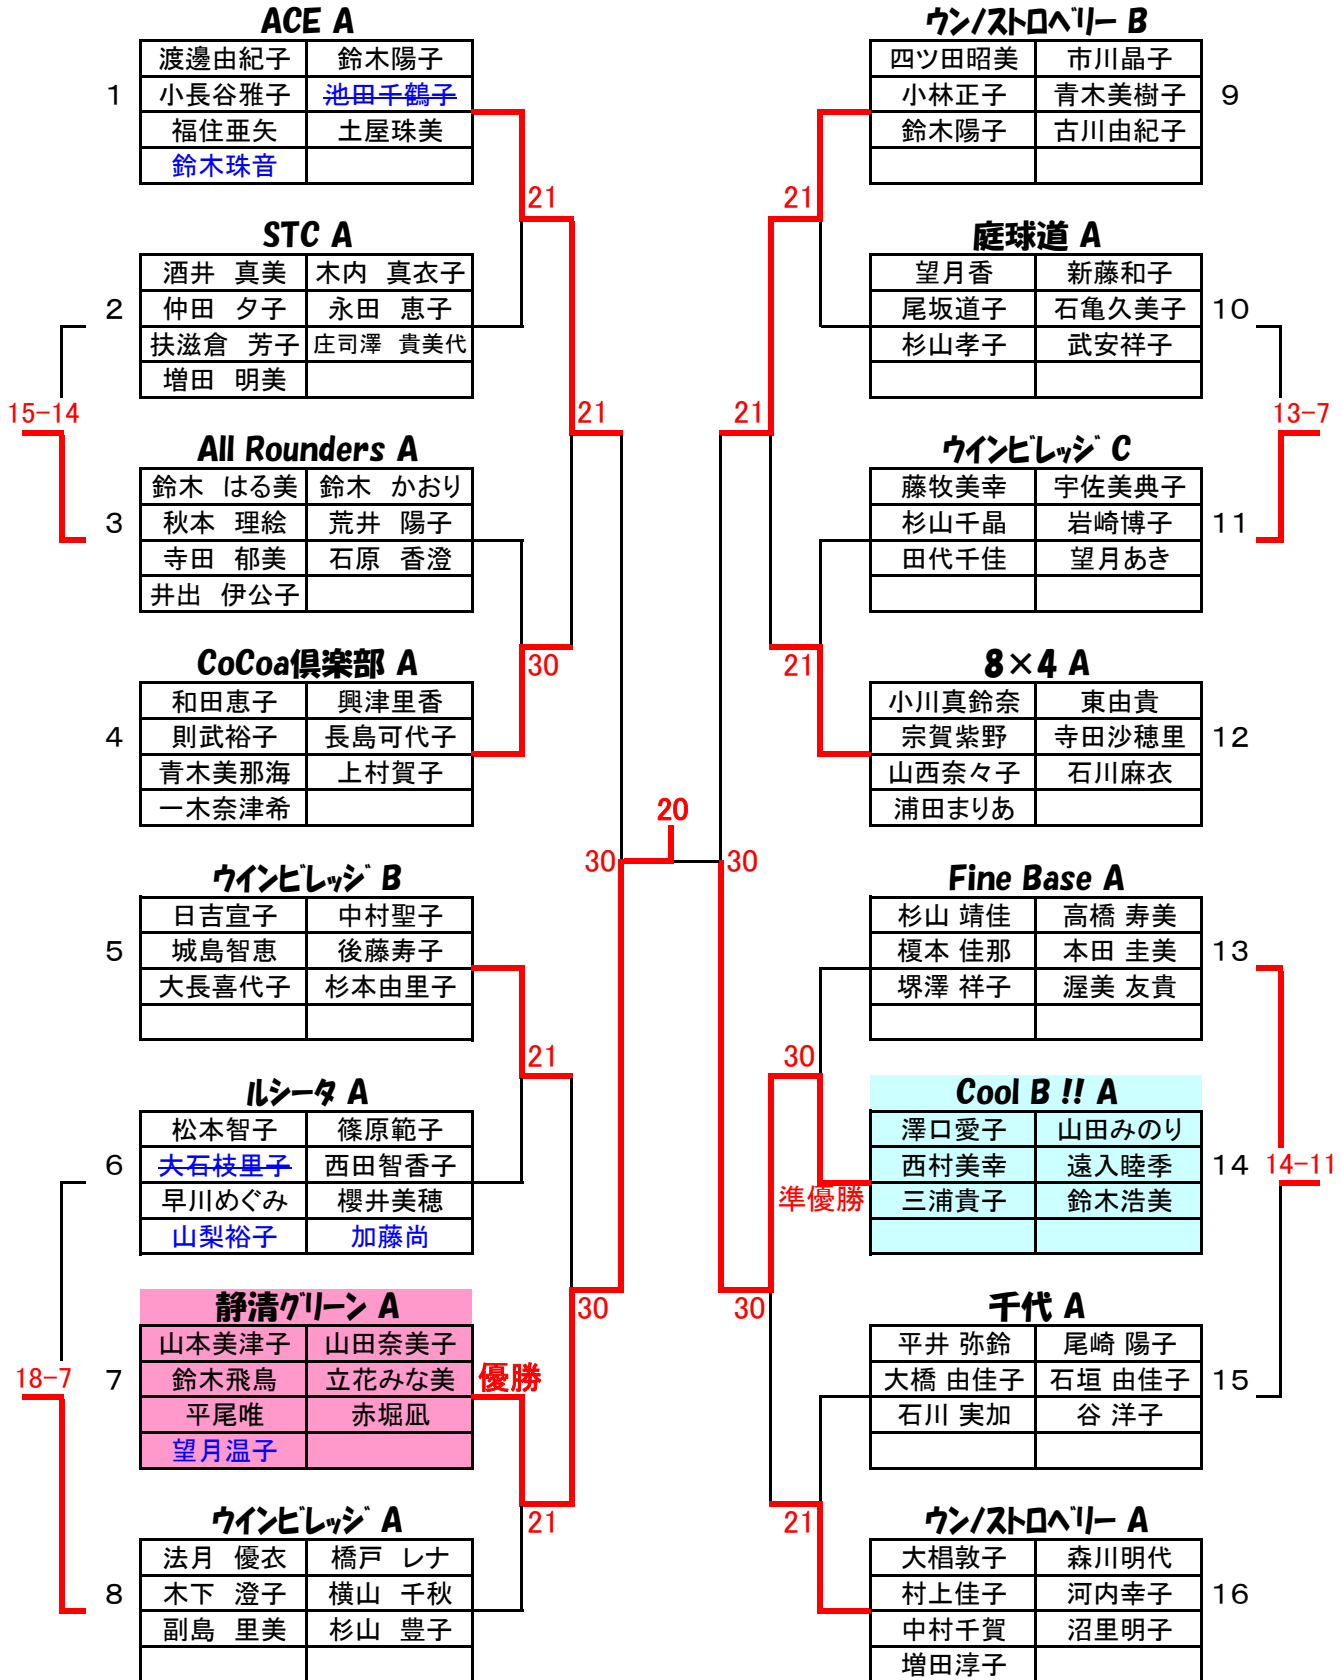 ACE A
渡邊由紀子 鈴木陽子
1 小長谷雅子 池田千鶴子
福住亜矢 土屋珠美
鈴木珠音
21
STC A
酒井 真美 木内 真衣子
2 仲田 夕子 永田 恵子
扶滋倉 芳子 庄司澤 貴美代
増田 明美
15-14
21
All Rounders A
鈴木 はる美 鈴木 かおり
3 秋本 理絵 荒井 陽子
寺田 郁美 石原 香澄
井出 伊公子
30
CoCoa倶楽部 A
和田恵子 興津里香
4 則武裕子 長島可代子
青木美那海 上村賀子
一木奈津希
20
30
ウインビレッジ B
日吉宣子 中村聖子
5 城島智恵 後藤寿子
大長喜代子 杉本由里子
21
ルシータ A
松本智子 篠原範子
6 大石枝里子 西田智香子
早川めぐみ 櫻井美穂
山梨裕子 加藤尚
30
静清グリーン A
山本美津子 山田奈美子
18-7 7 鈴木飛鳥 立花みな美 優勝
平尾唯 赤堀凪
望月温子
21
ウインビレッジ A
法月 優衣 橋戸 レナ
8 木下 澄子 横山 千秋
副島 里美 杉山 豊子
ウン/ストロベリー B
四ツ田昭美 市川晶子
小林正子 青木美樹子 9
鈴木陽子 古川由紀子
21
庭球道 A
望月香 新藤和子
尾坂道子 石亀久美子 10
杉山孝子 武安祥子
21
13-7
ウインビレッジ C
藤牧美幸 宇佐美典子
杉山千晶 岩崎博子 11
田代千佳 望月あき
21
8×4 A
小川真鈴奈 東由貴
宗賀紫野 寺田沙穂里 12
山西奈々子 石川麻衣
浦田まりあ
30
Fine Base A
杉山 靖佳 高橋 寿美
榎本 佳那 本田 圭美 13
堺澤 祥子 渥美 友貴
30
Cool B !! A
澤口愛子 山田みのり
西村美幸 遠入睦季 14 14-11
準優勝 三浦貴子 鈴木浩美
30
千代 A
平井 弥鈴 尾崎 陽子
大橋 由佳子 石垣 由佳子 15
石川 実加 谷 洋子
21
ウン/ストロベリー A
大椙敦子 森川明代
村上佳子 河内幸子 16
中村千賀 沼里明子
増田淳子